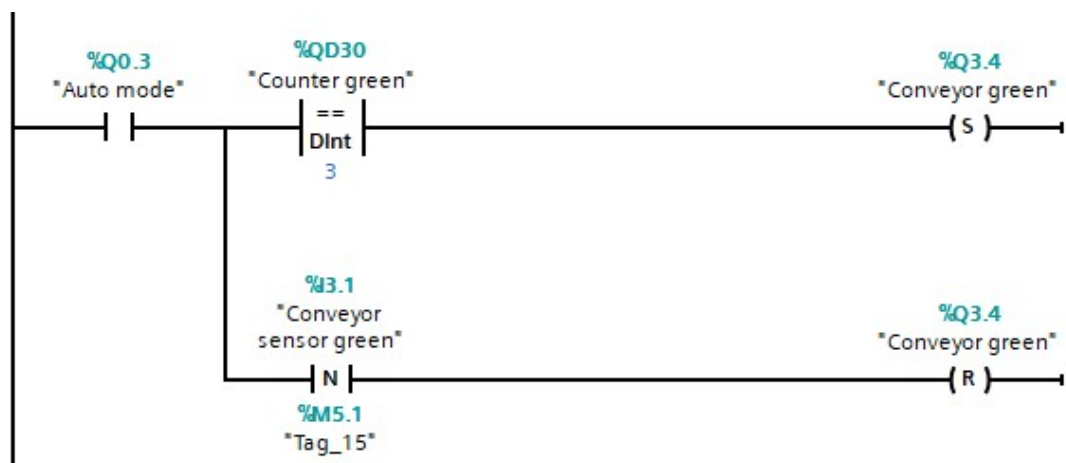 %Q0.3
"Auto mode"
%QD30
"Counter green"
==
DInt
3
%Q3.4
"Conveyor green"
S
%I3.1
"Conveyor
sensor green"
N
%M5.1
"Tag_15"
%Q3.4
"Conveyor green"
R